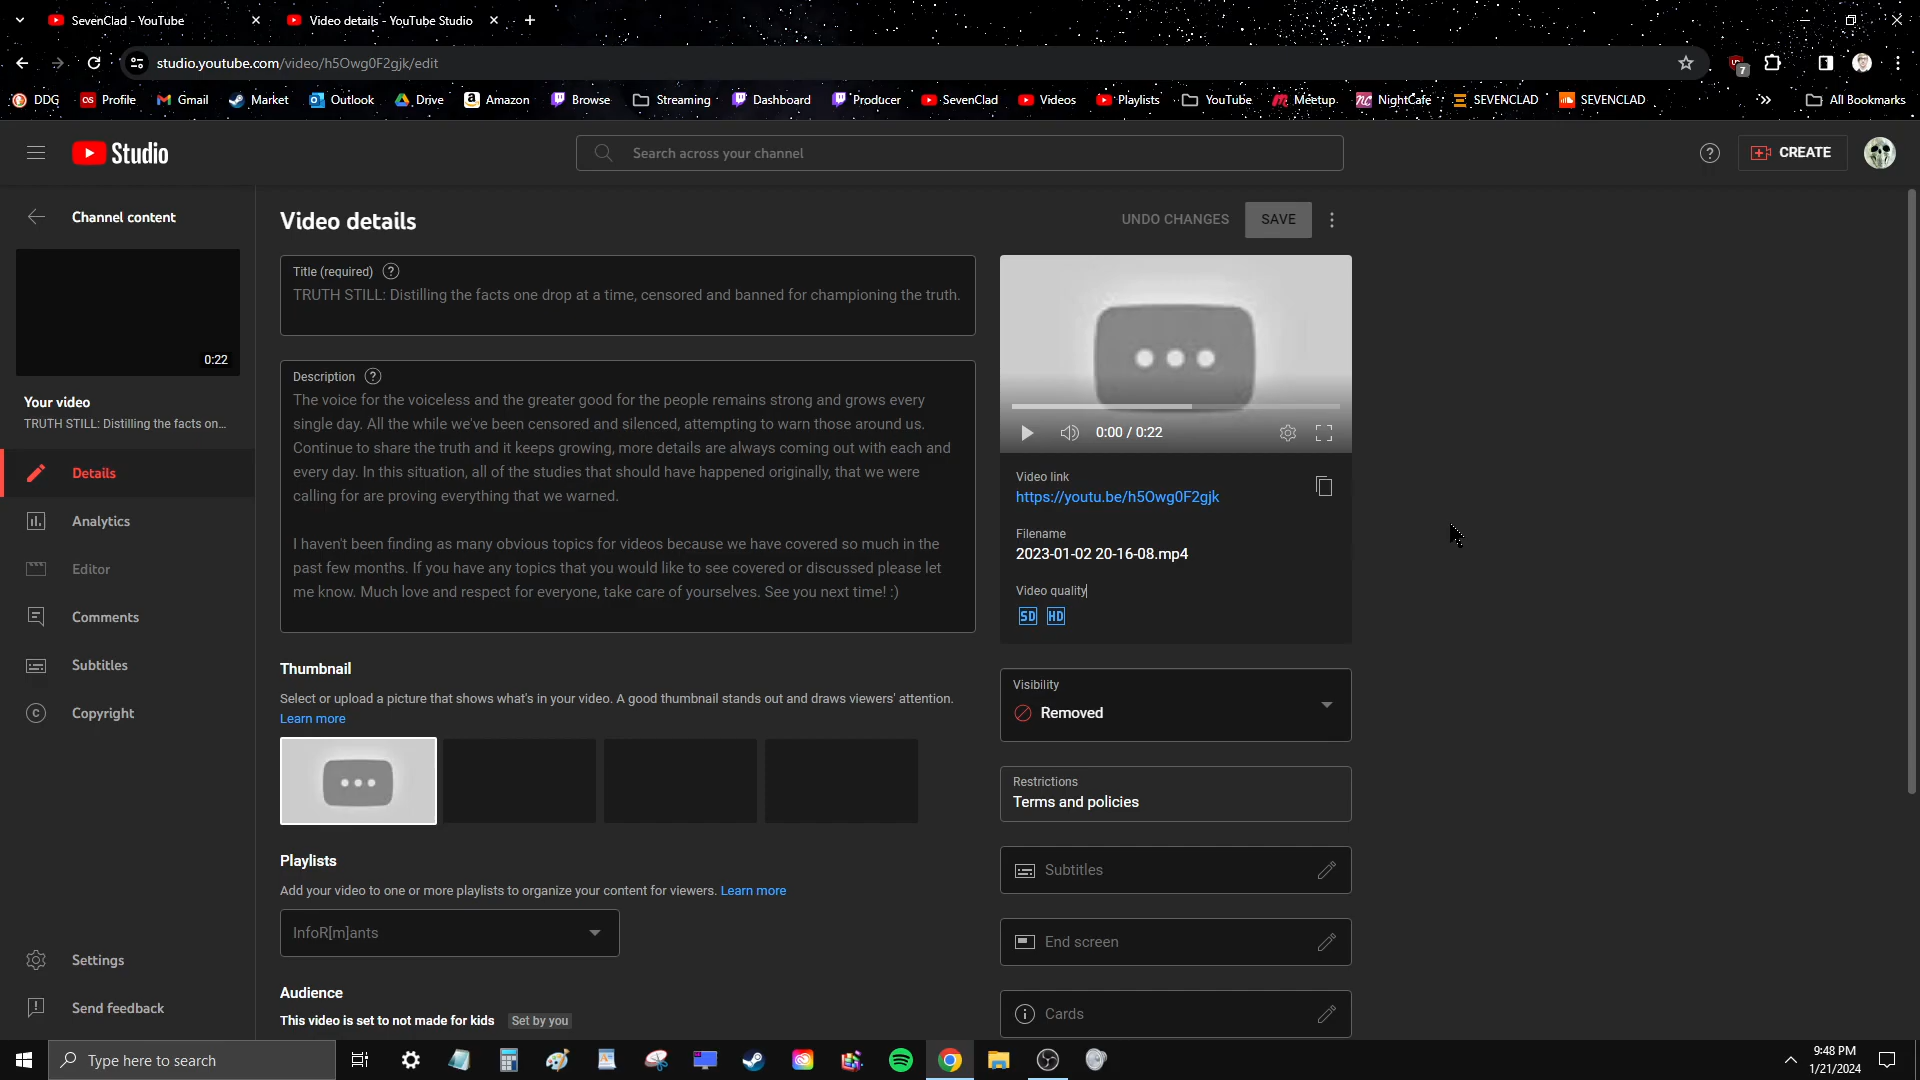 SevenClad - YouTube
Video details - YouTube Studio
studio.youtube.com/video/h5Owg0F2gjk/edit
7
DDG
Profile
Gmail
Market
Outlook
Drive
Amazon
Browse
Streaming
Dashboard
Producer
SevenClad
Videos
Playlists
YouTube
Meetup
NightCafe
SEVENCLAD
SEVENCLAD
All Bookmarks
Studio
Search across your channel
CREATE
Channel content
0:22
Your video
TRUTH STILL: Distilling the facts on...
Details
Analytics
Editor
Comments
Subtitles
Copyright
Settings
Send feedback
Video details
UNDO CHANGES
SAVE
Title (required)
TRUTH STILL: Distilling the facts one drop at a time, censored and banned for championing the truth.
Description
The voice for the voiceless and the greater good for the people remains strong and grows every
single day. All the while we've been censored and silenced, attempting to warn those around us.
Continue to share the truth and it keeps growing, more details are always coming out with each and
every day. In this situation, all of the studies that should have happened originally, that we were
calling for are proving everything that we warned.
I haven't been finding as many obvious topics for videos because we have covered so much in the
past few months. If you have any topics that you would like to see covered or discussed please let
me know. Much love and respect for everyone, take care of yourselves. See you next time! :)
Thumbnail
Select or upload a picture that shows what's in your video. A good thumbnail stands out and draws viewers' attention.
Learn more
Playlists
Add your video to one or more playlists to organize your content for viewers. Learn more
InfoR[m]ants
Audience
This video is set to not made for kids Set by you
0:00 / 0:22
Video link
https://youtu.be/h5Owg0F2gjk
Filename
2023-01-02 20-16-08.mp4
Video quality
SD HD
Visibility
Removed
Restrictions
Terms and policies
Subtitles
End screen
Cards
Type here to search
9:48 PM
1/21/2024